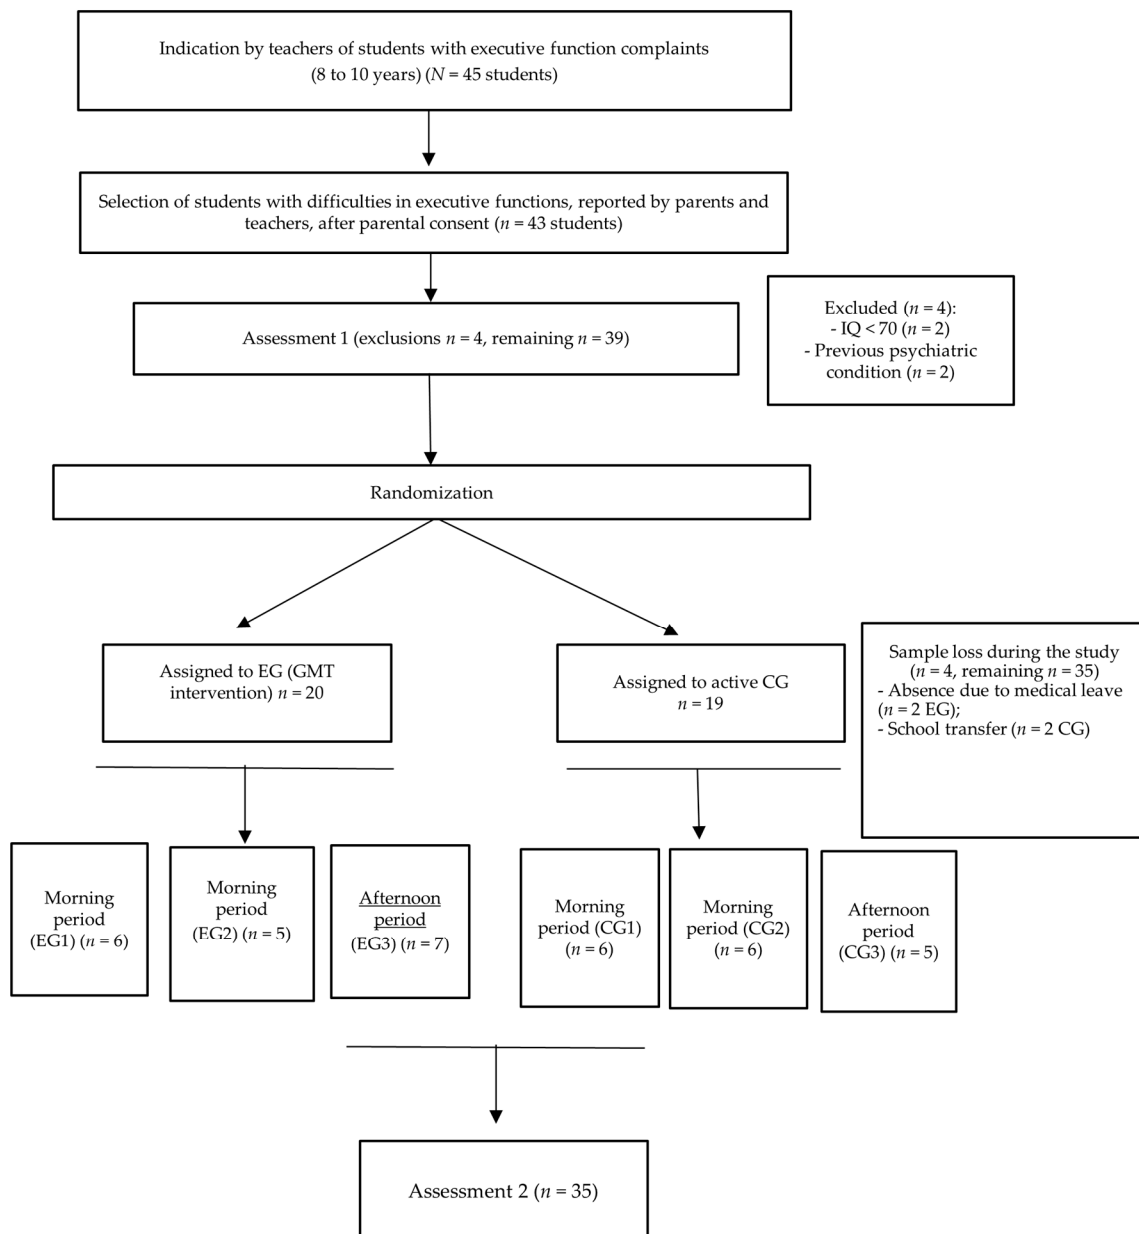 Indication by teachers of students with executive function complaints
(8 to 10 years) (N = 45 students)
Selection of students with difficulties in executive functions, reported by parents and
teachers, after parental consent (n = 43 students)
Assessment 1 (exclusions n = 4, remaining n = 39)
Excluded (n = 4):
- IQ < 70 (n = 2)
- Previous psychiatric
condition (n = 2)
Randomization
Assigned to EG (GMT
intervention) n = 20
Assigned to active CG
n = 19
Sample loss during the study
(n = 4, remaining n = 35)
- Absence due to medical leave
(n = 2 EG);
- School transfer (n = 2 CG)
Morning
period
(EG1) (n = 6)
Morning
period
(EG2) (n = 5)
Afternoon
period
(EG3) (n = 7)
Morning
period (CG1)
(n = 6)
Morning
period (CG2)
(n = 6)
Afternoon
period
(CG3) (n = 5)
Assessment 2 (n = 35)